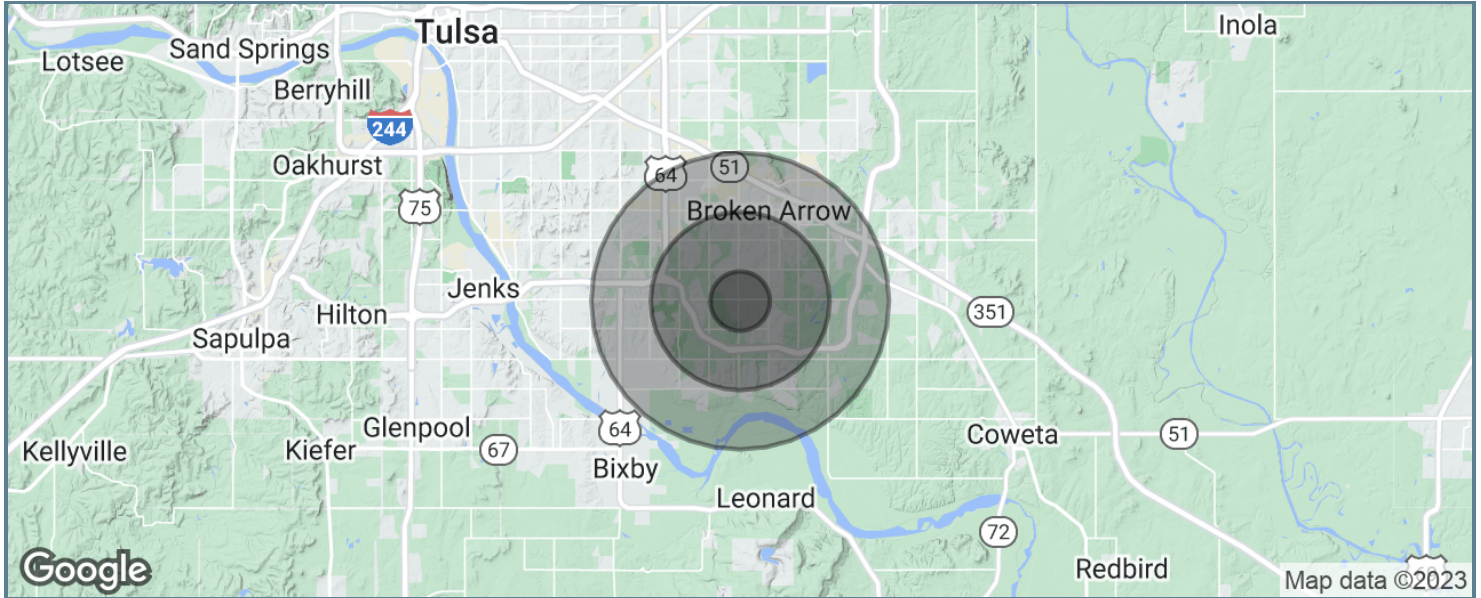 Tulsa
Inola
Sand Springs
Lotsee
Berryhill
244
Oakhurst
64
51
75
Broken Arrow
Jenks
Hilton
351
Sapulpa
Glenpool
64
Coweta
51
Kellyville
Kiefer
67
Bixby
Leonard
72
Redbird
Google
Map data ©2023